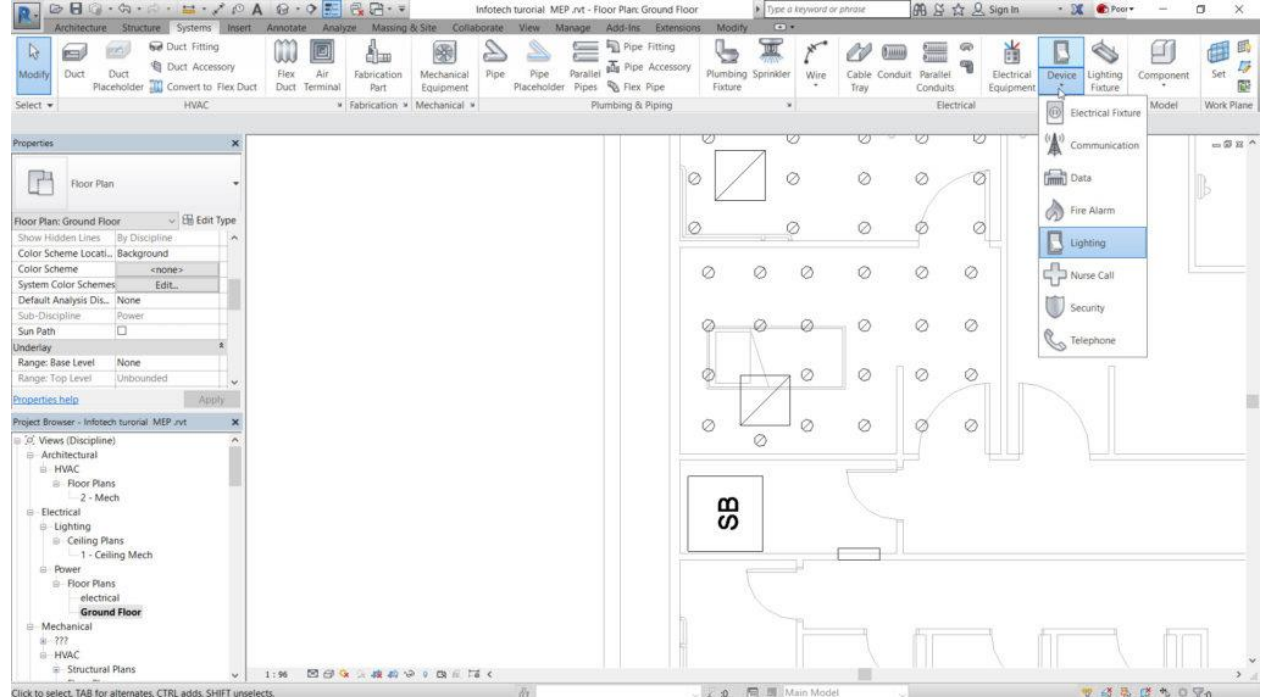 Infotech turorial MEP .rvt - Floor Plan: Ground Floor
Type a keyword or phrase
Sign In
Architecture Structure Systems Insert Annotate Analyze Massing & Site Collaborate View Manage Add-Ins Extensions Modify
Modify
Duct
Duct Placeholder
Duct Fitting
Duct Accessory
Convert to Flex Duct
Flex Duct
Air Terminal
Fabrication Part
Mechanical Equipment
Pipe
Pipe Placeholder
Parallel Pipes
Pipe Fitting
Pipe Accessory
Flex Pipe
Plumbing Fixture
Sprinkler
Wire
Cable Tray
Conduit
Parallel Conduits
Electrical Equipment
Device
Lighting Fixture
Component
Set
Select HVAC Fabrication Mechanical Plumbing & Piping Electrical Model Work Plane
Electrical Fixture
Communication
Data
Fire Alarm
Lighting
Nurse Call
Security
Telephone
Properties
Floor Plan
Floor Plan: Ground Floor Edit Type
Show Hidden Lines By Discipline
Color Scheme Locati... Background
Color Scheme <none>
System Color Schemes Edit...
Default Analysis Dis... None
Sub-Discipline Power
Sun Path
Underlay
Range: Base Level None
Range: Top Level Unbounded
Properties help Apply
Project Browser - Infotech turorial MEP .rvt
Views (Discipline)
Architectural
HVAC
Floor Plans
2 - Mech
Electrical
Lighting
Ceiling Plans
1 - Ceiling Mech
Power
Floor Plans
electrical
Ground Floor
Mechanical
???
HVAC
Structural Plans
SB
1 : 96
Click to select, TAB for alternates, CTRL adds, SHIFT unselects.
:0
Main Model